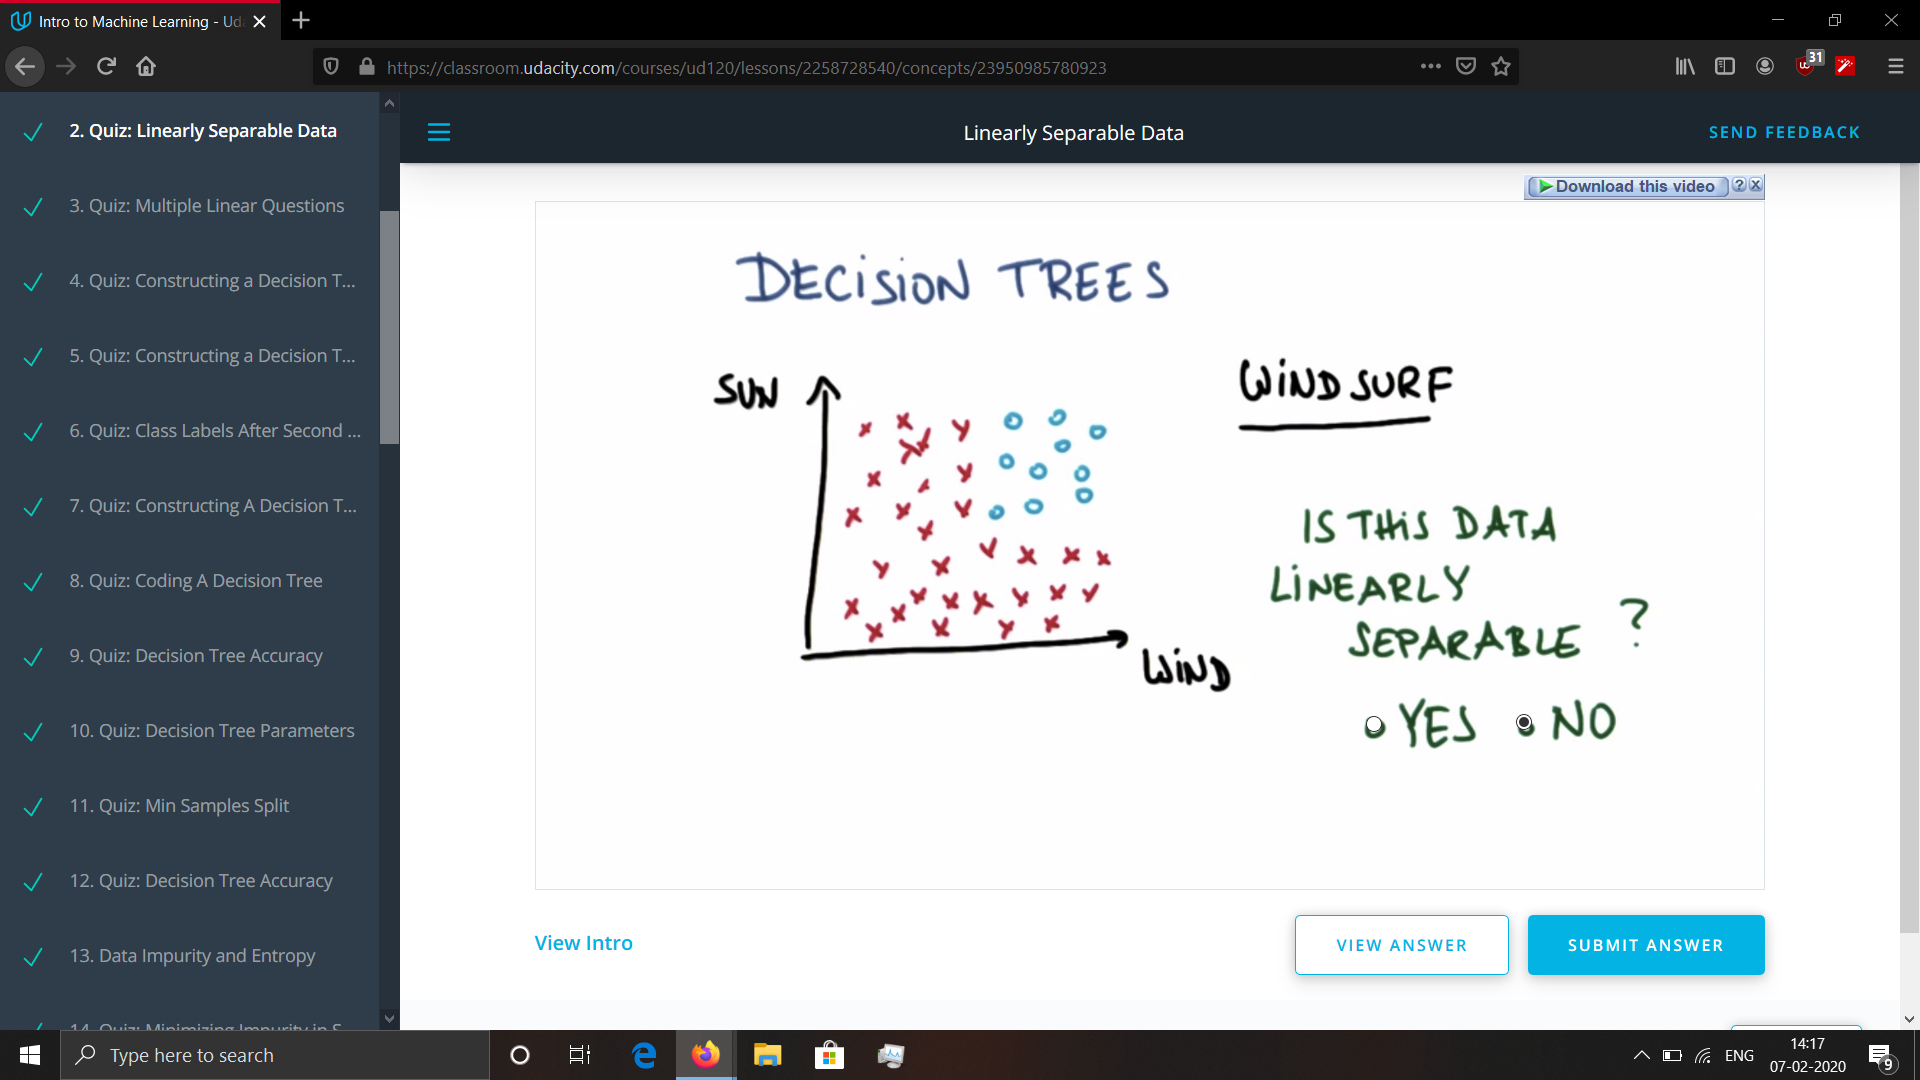 Intro to Machine Learning - Uda
https://classroom.udacity.com/courses/ud120/lessons/2258728540/concepts/23950985780923
31
2. Quiz: Linearly Separable Data
3. Quiz: Multiple Linear Questions
4. Quiz: Constructing a Decision T...
5. Quiz: Constructing a Decision T...
6. Quiz: Class Labels After Second ...
7. Quiz: Constructing A Decision T...
8. Quiz: Coding A Decision Tree
9. Quiz: Decision Tree Accuracy
10. Quiz: Decision Tree Parameters
11. Quiz: Min Samples Split
12. Quiz: Decision Tree Accuracy
13. Data Impurity and Entropy
14. Quiz: Minimizing Impurity in S
Linearly Separable Data
SEND FEEDBACK
Download this video
DECISION TREES
SUN
WIND
WINDSURF
IS THIS DATA
LINEARLY
SEPARABLE ?
YES NO
View Intro
VIEW ANSWER
SUBMIT ANSWER
Type here to search
ENG
14:17
07-02-2020
9